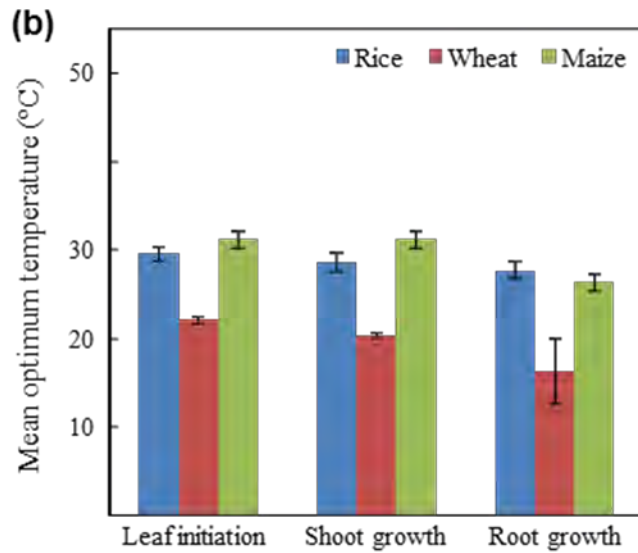 (b)
Rice Wheat Maize
Mean optimum temperature (°C)
50
30
20
10
Leaf initiation Shoot growth Root growth